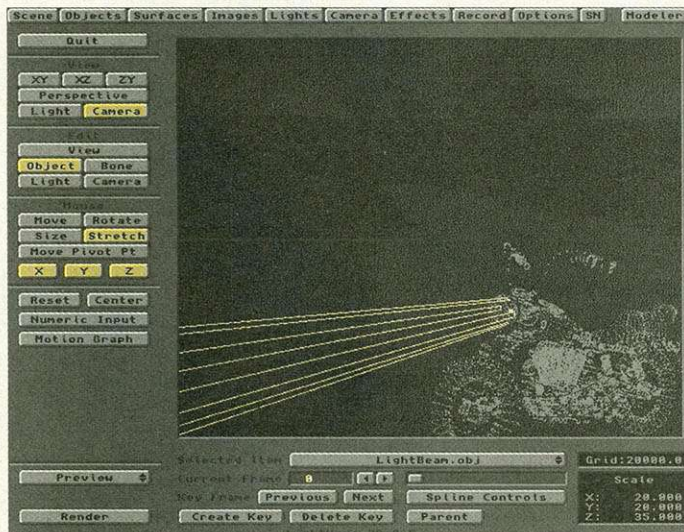 Scene Objects Surfaces Images Lights Camera Effects Record Options SN Modeler
Quit
View
XY XZ ZY
Perspective
Light Camera
Edit
View
Object Bone
Light Camera
Mouse
Move Rotate
Size Stretch
Move Pivot Pt
X Y Z
Reset Center
Numeric Input
Motion Graph
Selected Item LightBeam.obj Grid:20000.0
Preview Current Frame 0 Scale
Key Frame Previous Next Spline Controls X: 20.000
Y: 20.000
Render Create Key Delete Key Parent Z: 35.000